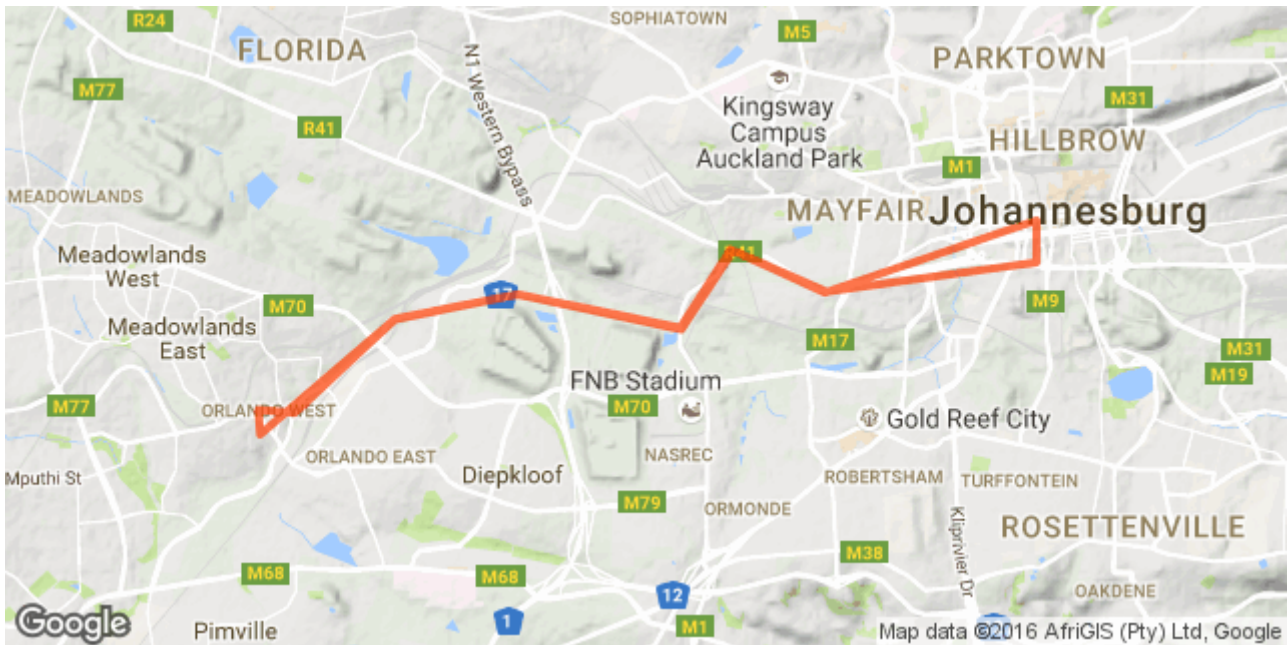 SOPHIATOWN
R24
M5
FLORIDA
PARKTOWN
M77
N1 Western Bypass
Kingsway
Campus
Auckland Park
M31
R41
HILLBROW
M1
MEADOWLANDS
MAYFAIR
Johannesburg
Meadowlands
West
17
M70
M9
Meadowlands
East
M17
M31
M19
FNB Stadium
M77
ORLANDO WEST
M70
Gold Reef City
ORLANDO EAST
NASREC
Mputhi St
Diepkloof
ROBERTSHAM
TURFFONTEIN
M79
ORMONDE
Kliprivier Dr
ROSETTENVILLE
M38
M68
M68
12
OAKDENE
Google
Pimville
1
M1
Map data ©2016 AfriGIS (Pty) Ltd, Google